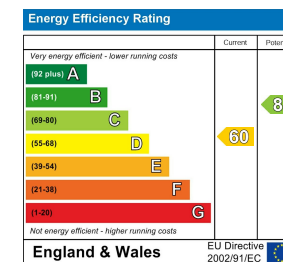 Energy Efficiency Rating
Current
Very energy efficient - lower running costs
(92 plus) A
(81-91) B
(69-80) C
(55-68) D
60
(39-54) E
(21-38) F
(1-20) G
Not energy efficient - higher running costs
England & Wales
EU Directive
2002/91/EC